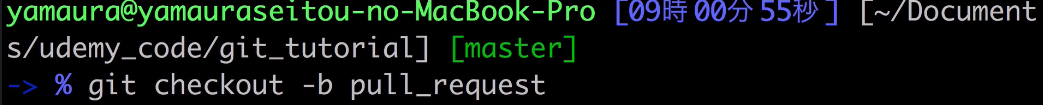 yamaura@yamauraseitou-no-MacBook-Pro [09時00分55秒] [~/Document
s/udemy_code/git_tutorial] [master]
-> % git checkout -b pull_request